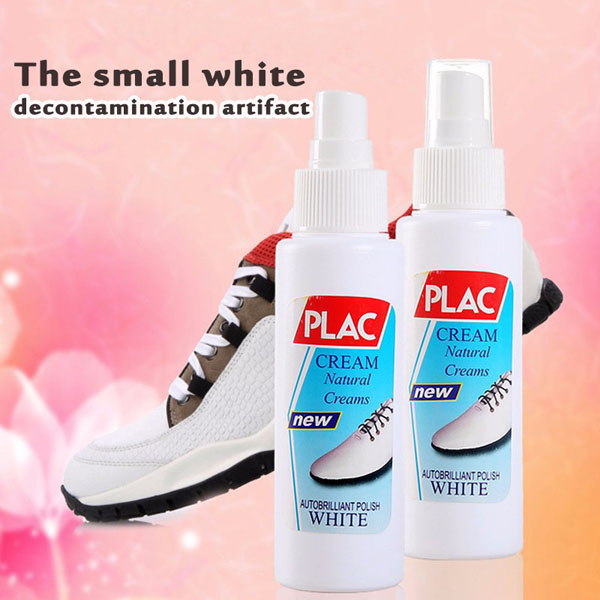 The small white
decontamination artifact
PLAC
CREAM
Natural
Creams
new
AUTOBRILLIANT POLISH
WHITE
PLAC
CREAM
Natural
Creams
new
AUTOBRILLIANT POLISH
WHITE